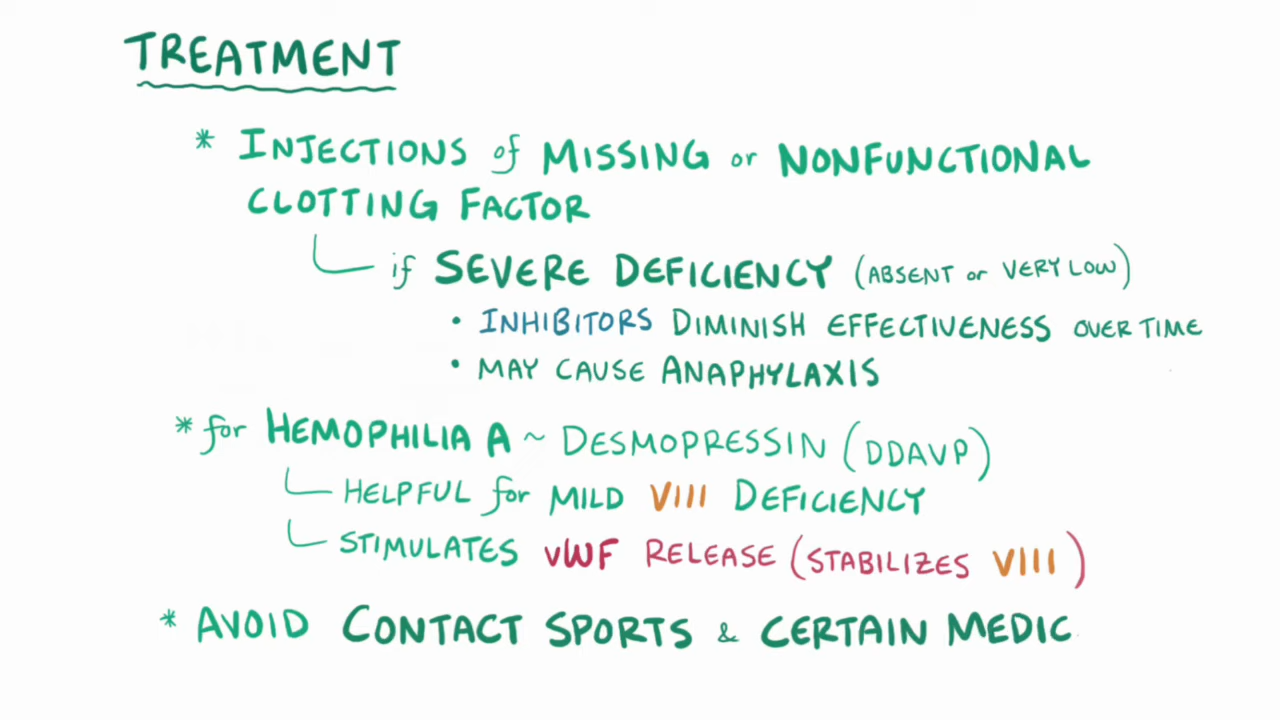 TREATMENT
* INJECTIONS of MISSING or NONFUNCTIONAL
CLOTTING FACTOR
if SEVERE DEFICIENCY (ABSENT or VERY LOW)
• INHIBITORS DIMINISH EFFECTIVENESS OVER TIME
• MAY CAUSE ANAPHYLAXIS
* for HEMOPHILIA A ~ DESMOPRESSIN (DDAVP)
HELPFUL for MILD VIII DEFICIENCY
STIMULATES vWF RELEASE (STABILIZES VIII)
* AVOID CONTACT SPORTS & CERTAIN MEDIC